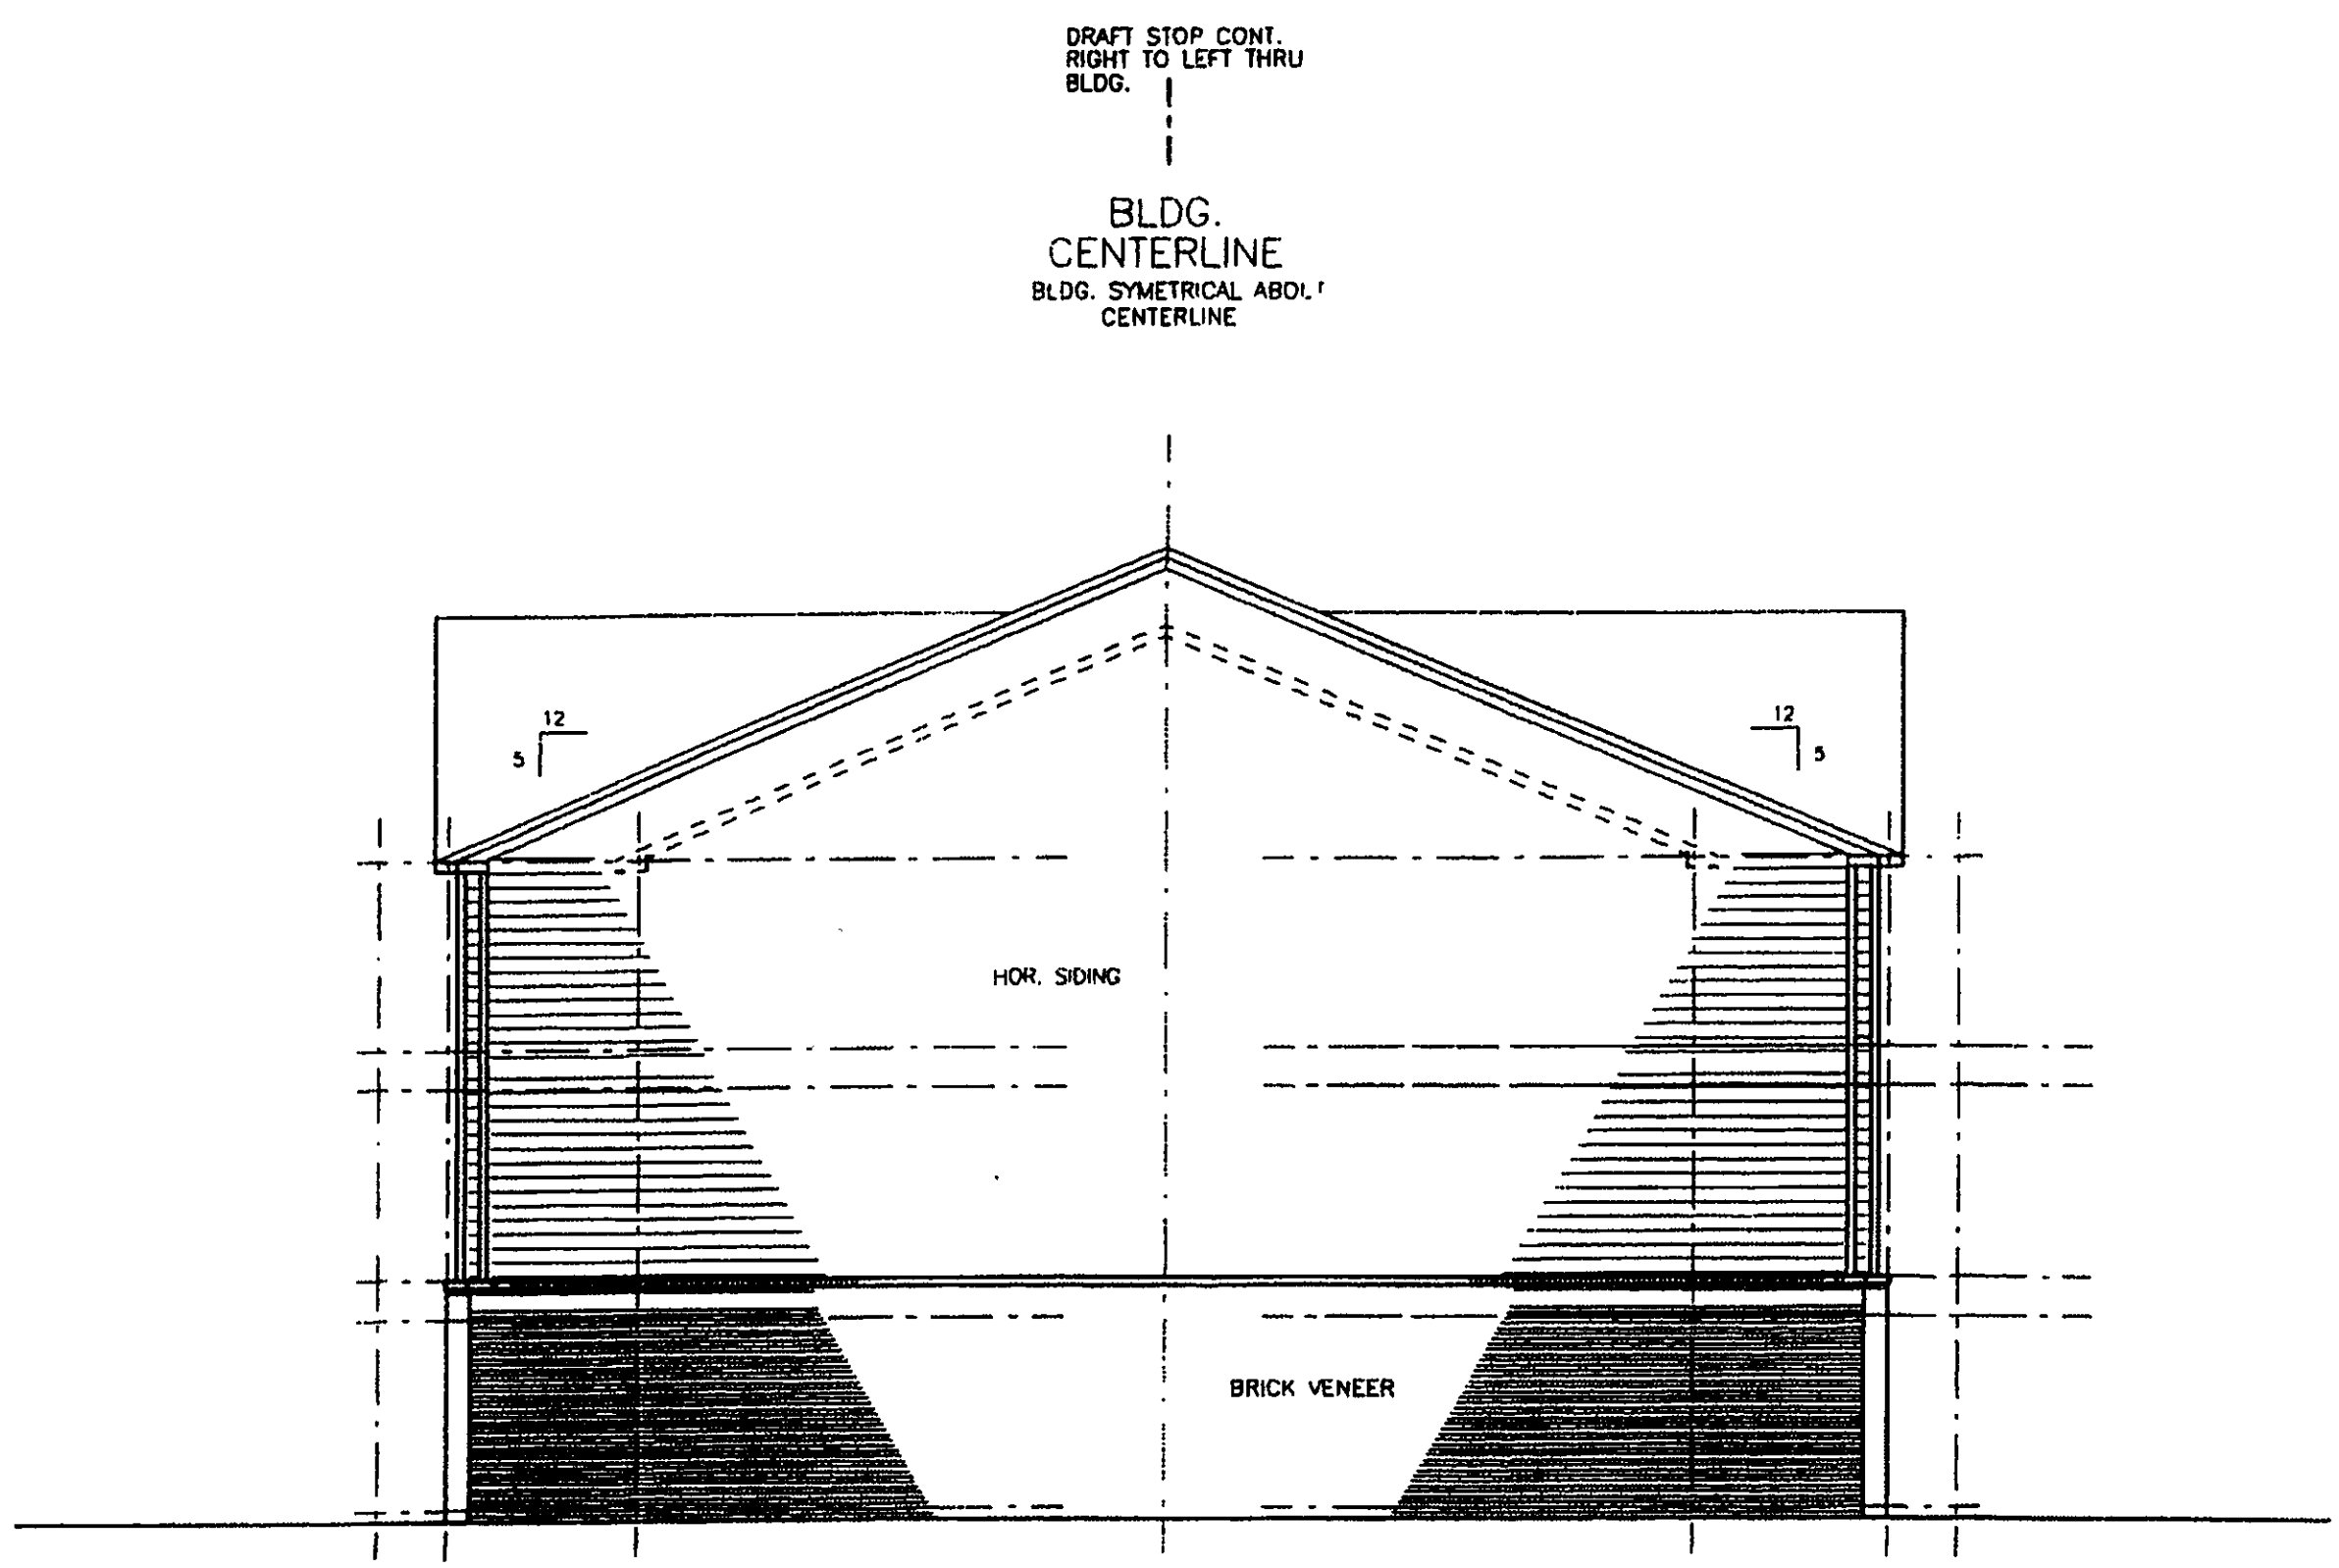 DRAFT STOP CONT.
RIGHT TO LEFT THRU
BLDG.
BLDG.
CENTERLINE
BLDG. SYMETRICAL
CENTERLINE
12
5
12
5
HOR. SIDING
BRICK VENEER